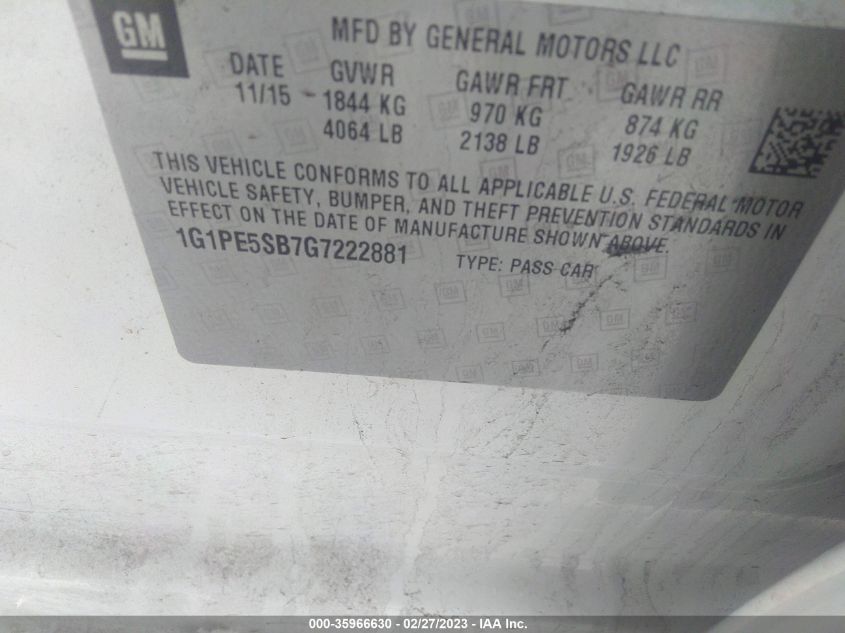 GM
MFD BY GENERAL MOTORS LLC
DATE GVWR GAWR FRT GAWR RR
11/15 1844 KG 970 KG 874 KG
4064 LB 2138 LB 1926 LB
THIS VEHICLE CONFORMS TO ALL APPLICABLE U.S. FEDERAL MOTOR
VEHICLE SAFETY, BUMPER, AND THEFT PREVENTION STANDARDS IN
EFFECT ON THE DATE OF MANUFACTURE SHOWN ABOVE.
1G1PE5SB7G7222881 TYPE: PASS CAR
000-35966630 - 02/27/2023 - © IAA Inc.